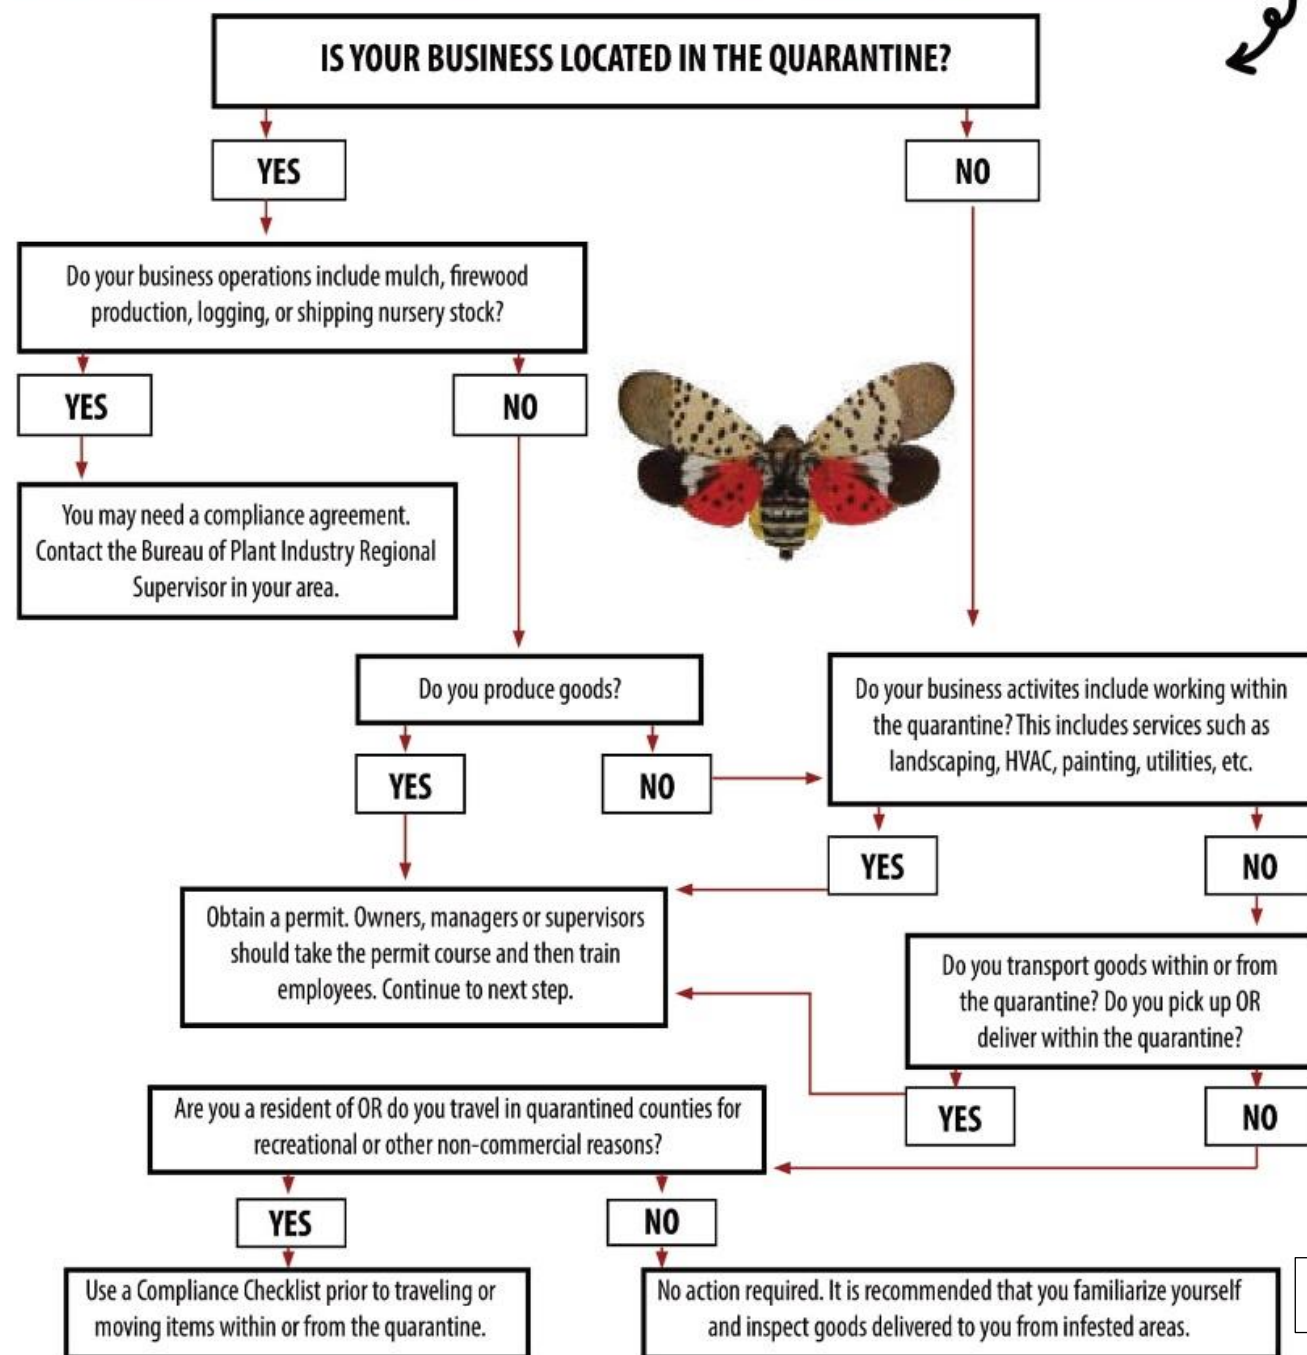 IS YOUR BUSINESS LOCATED IN THE QUARANTINE?
YES
NO
Do your business operations include mulch, firewood
production, logging, or shipping nursery stock?
YES
NO
You may need a compliance agreement.
Contact the Bureau of Plant Industry Regional
Supervisor in your area.
Do you produce goods?
YES
NO
Do your business activites include working within
the quarantine? This includes services such as
landscaping, HVAC, painting, utilities, etc.
YES
NO
Obtain a permit. Owners, managers or supervisors
should take the permit course and then train
employees. Continue to next step.
Do you transport goods within or from
the quarantine? Do you pick up OR
deliver within the quarantine?
YES
NO
Are you a resident of OR do you travel in quarantined counties for
recreational or other non-commercial reasons?
YES
NO
Use a Compliance Checklist prior to traveling or
moving items within or from the quarantine.
No action required. It is recommended that you familiarize yourself
and inspect goods delivered to you from infested areas.